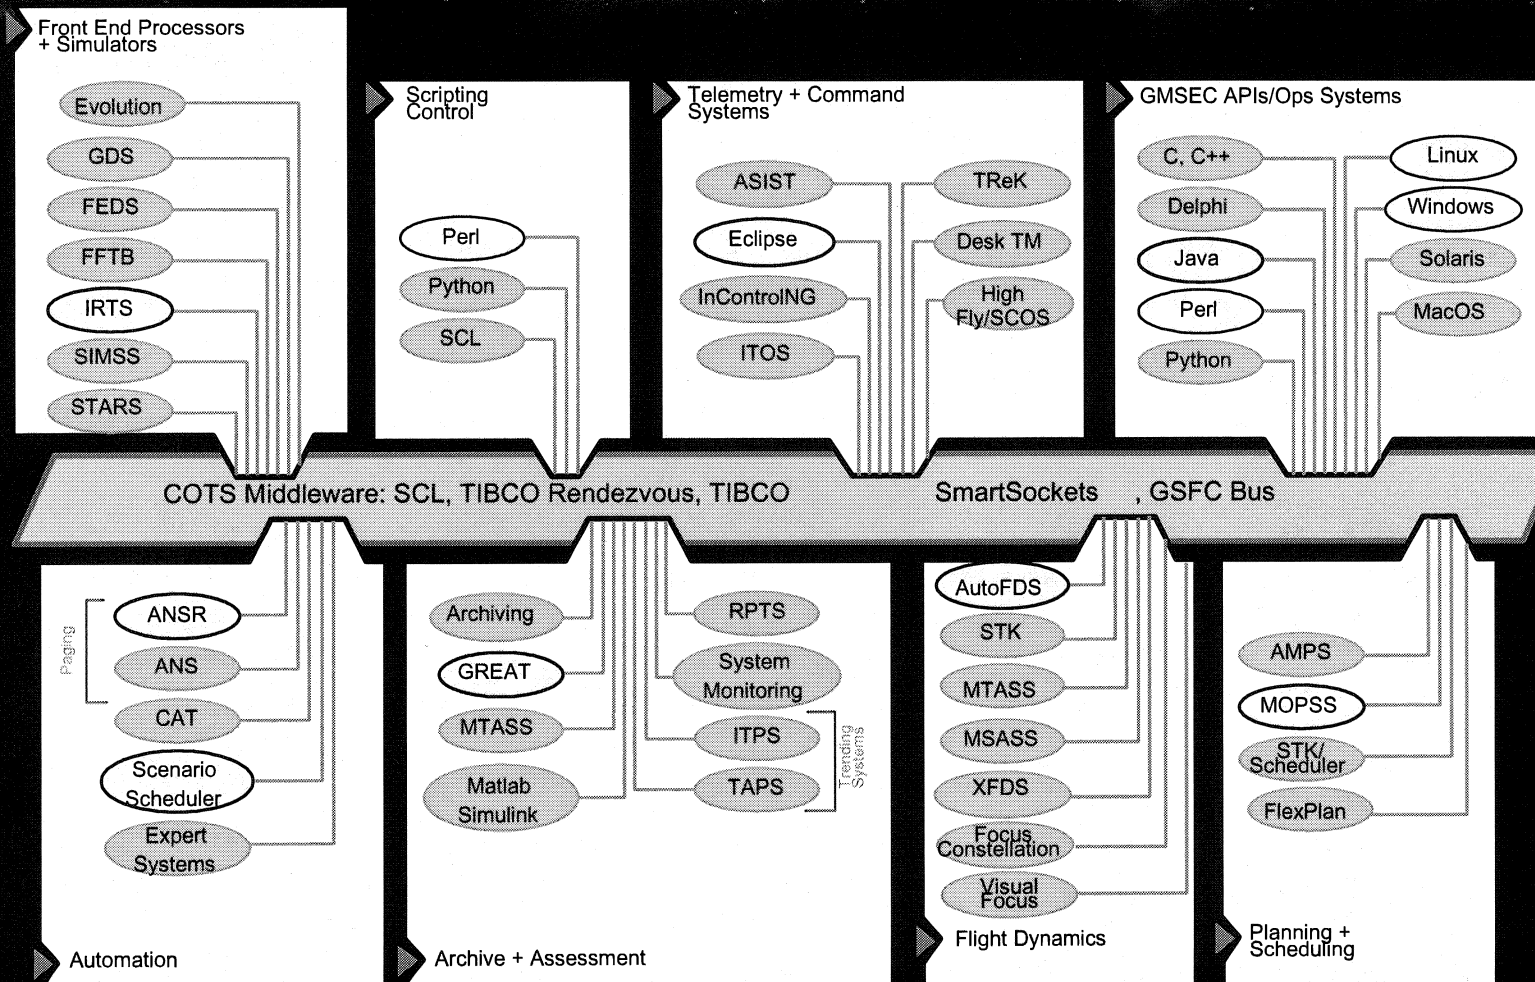 Front End Processors
+ Simulators
Evolution
GDS
FEDS
FFTB
IRTS
SIMSS
STARS
Scripting
Control
Perl
Python
SCL
Telemetry + Command
Systems
ASIST
Eclipse
InControlNG
ITOS
TReK
Desk TM
High
Fly/SCOS
GMSEC APIs/Ops Systems
C, C++
Delphi
Java
Perl
Python
Linux
Windows
Solaris
MacOS
COTS Middleware: SCL, TIBCO Rendezvous, TIBCO SmartSockets , GSFC Bus
Paging
ANSR
ANS
CAT
Scenario
Scheduler
Expert
Systems
Automation
Archiving
GREAT
MTASS
Matlab
Simulink
RPTS
System
Monitoring
ITPS
TAPS
Trending
Systems
Archive + Assessment
AutoFDS
STK
MTASS
MSASS
XFDS
Focus
Constellation
Visual
Focus
Flight Dynamics
AMPS
MOPSS
STK/
Scheduler
FlexPlan
Planning +
Scheduling